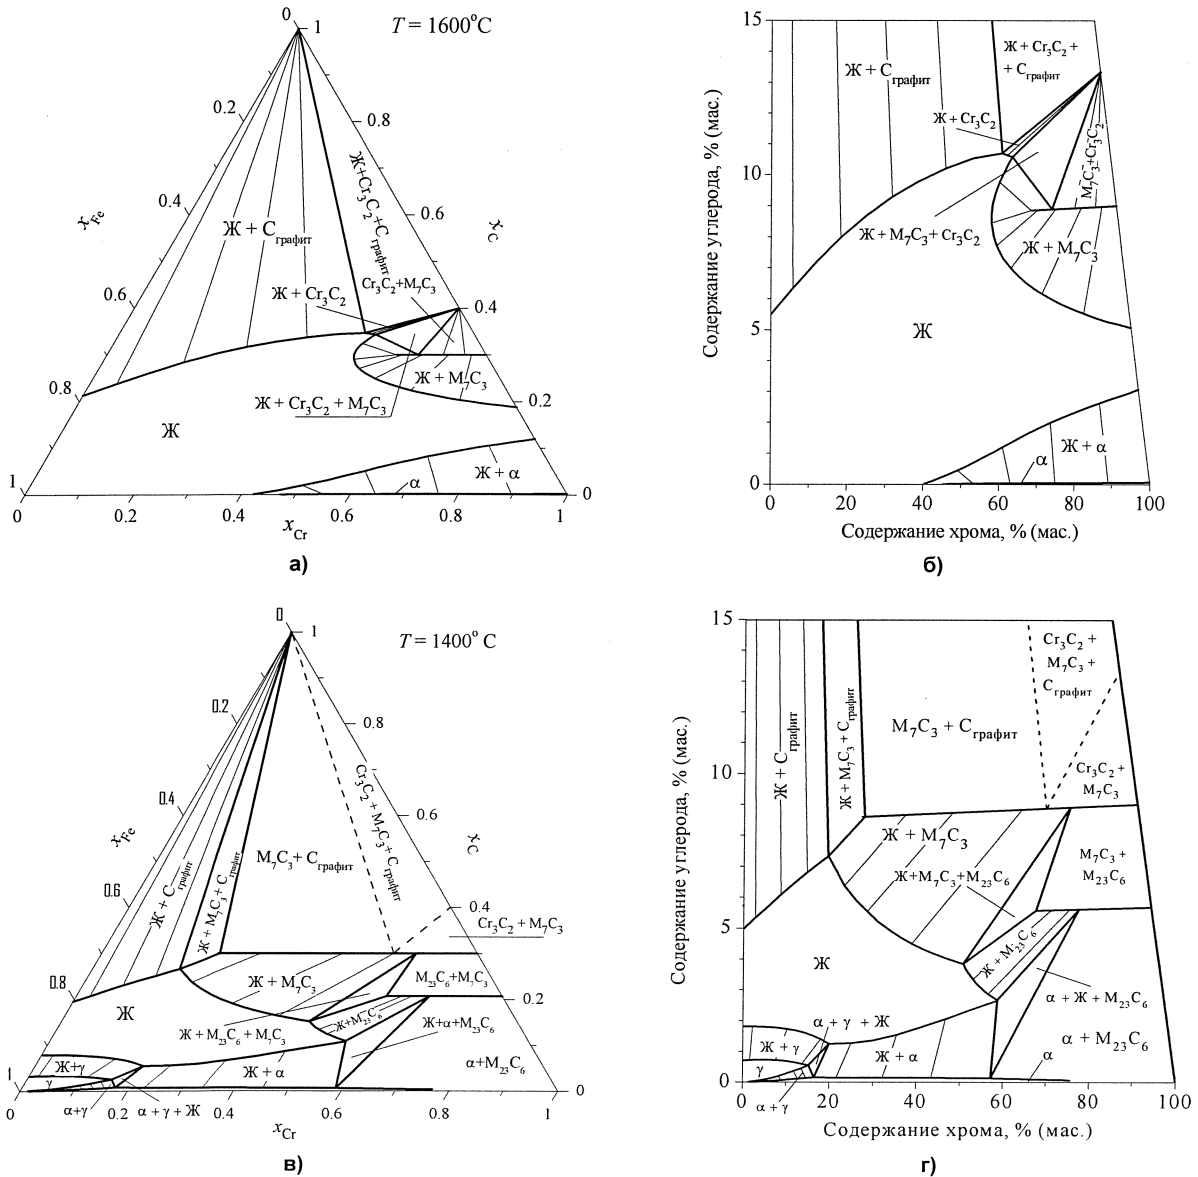 T = 1600°C
0
1
0.2
0.8
0.4
0.6
0.6
0.4
0.8
0.2
1
0
x_Fe
x_C
Ж + C_графит
Ж+Cr₃C₂+C_графит
Cr₃C₂+M₇C₃
Ж + Cr₃C₂
Ж + M₇C₃
Ж + Cr₃C₂ + M₇C₃
Ж
Ж + α
α
0 0.2 0.4 0.6 0.8 1
x_Cr
а)
15
10
5
0
Содержание углерода, % (мас.)
Ж + C_графит
Ж + Cr₃C₂ +
+ C_графит
Ж + Cr₃C₂
M₇C₃+Cr₃C₂
Ж + M₇C₃ + Cr₃C₂
Ж + M₇C₃
Ж
Ж + α
α
0 20 40 60 80 100
Содержание хрома, % (мас.)
б)
T = 1400° C
0
1
0.2
0.8
0.4
0.6
0.6
0.4
0.8
0.2
1
0
x_Fe
x_C
Ж + C_графит
Ж + M₇C₃ + C_графит
M₇C₃+ C_графит
Cr₃C₂ + M₇C₃ + C_графит
Cr₃C₂ + M₇C₃
Ж + M₇C₃
M₂₃C₆+M₇C₃
Ж
Ж + M₂₃C₆ + M₇C₃
Ж+M₂₃C₆
Ж+α+M₂₃C₆
Ж+γ
Ж + α
α+M₂₃C₆
γ
α+γ
α + γ + Ж
0 0.2 0.4 0.6 0.8 1
x_Cr
в)
15
10
5
0
Содержание углерода, % (мас.)
Ж + C_графит
Ж + M₇C₃ + C_графит
M₇C₃ + C_графит
Cr₃C₂ +
M₇C₃ +
C_графит
Cr₃C₂ +
M₇C₃
Ж + M₇C₃
Ж+M₇C₃+M₂₃C₆
M₇C₃ +
M₂₃C₆
Ж + M₂₃C₆
Ж
α + Ж + M₂₃C₆
α + γ + Ж
α + M₂₃C₆
Ж + γ
Ж + α
α
γ
α + γ
0 20 40 60 80 100
Содержание хрома, % (мас.)
г)